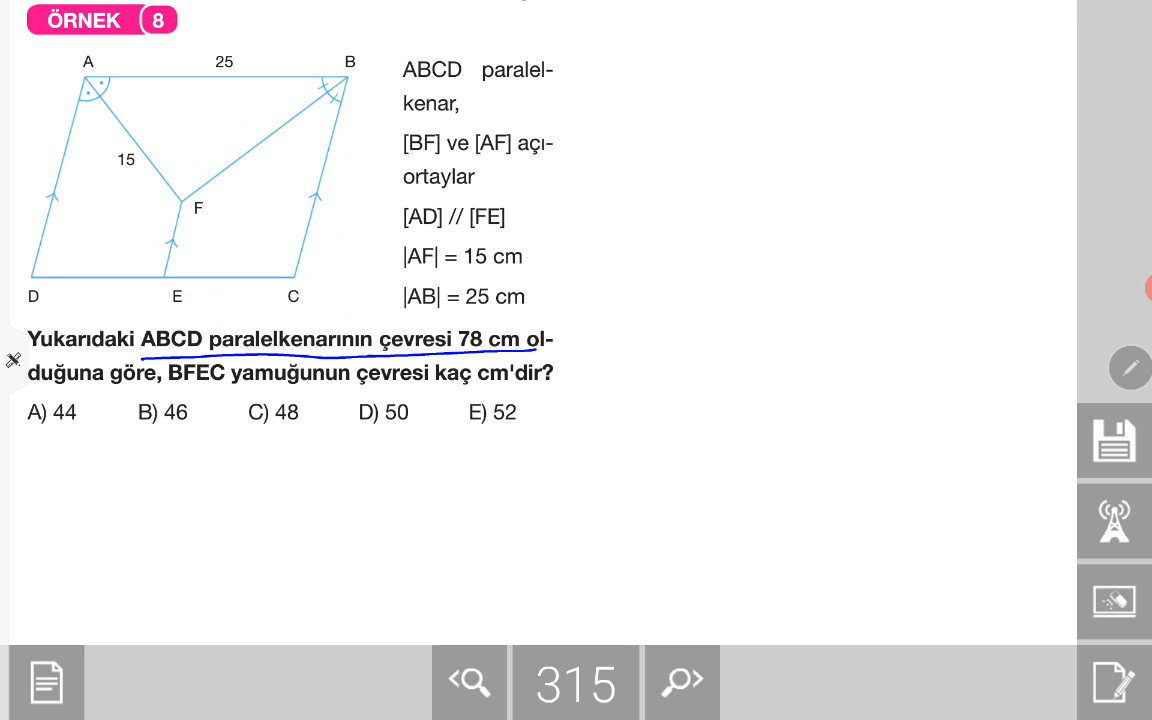 ÖRNEK 8
A 25 B
15
F
D E C
ABCD paralel-
kenar,
[BF] ve [AF] açı-
ortaylar
[AD] // [FE]
|AF| = 15 cm
|AB| = 25 cm
Yukarıdaki ABCD paralelkenarının çevresi 78 cm ol-
duğuna göre, BFEC yamuğunun çevresi kaç cm'dir?
A) 44 B) 46 C) 48 D) 50 E) 52
315